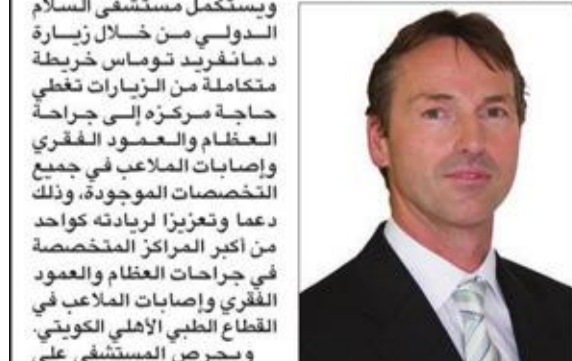 ويستكمل مستشفى السلام
الدولي من خلال زيارة
د.مانفريد توماس خريطة
متكاملة من الزيارات تغطي
حاجة مركزه إلى جراحة
العظام والعمود الفقري
وإصابات الملاعب في جميع
التخصصات الموجودة، وذلك
دعما وتعزيزا لريادته كواحد
من أكبر المراكز المتخصصة
في جراحات العظام والعمود
الفقري وإصابات الملاعب في
القطاع الطبي الأهلي الكويتي.
ويحرص المستشفى على